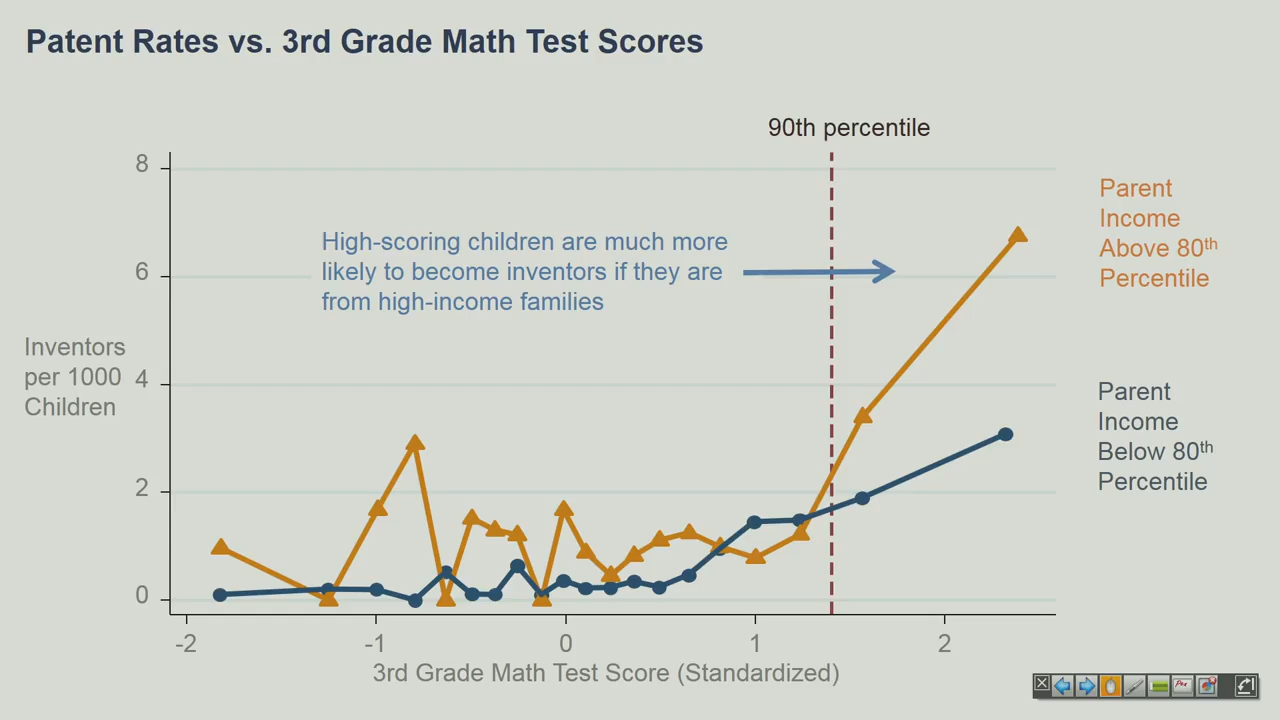 Patent Rates vs. 3rd Grade Math Test Scores
90th percentile
8
6
4
2
0
Inventors
per 1000
Children
High-scoring children are much more
likely to become inventors if they are
from high-income families
Parent
Income
Above 80th
Percentile
Parent
Income
Below 80th
Percentile
-2
-1
0
1
2
3rd Grade Math Test Score (Standardized)